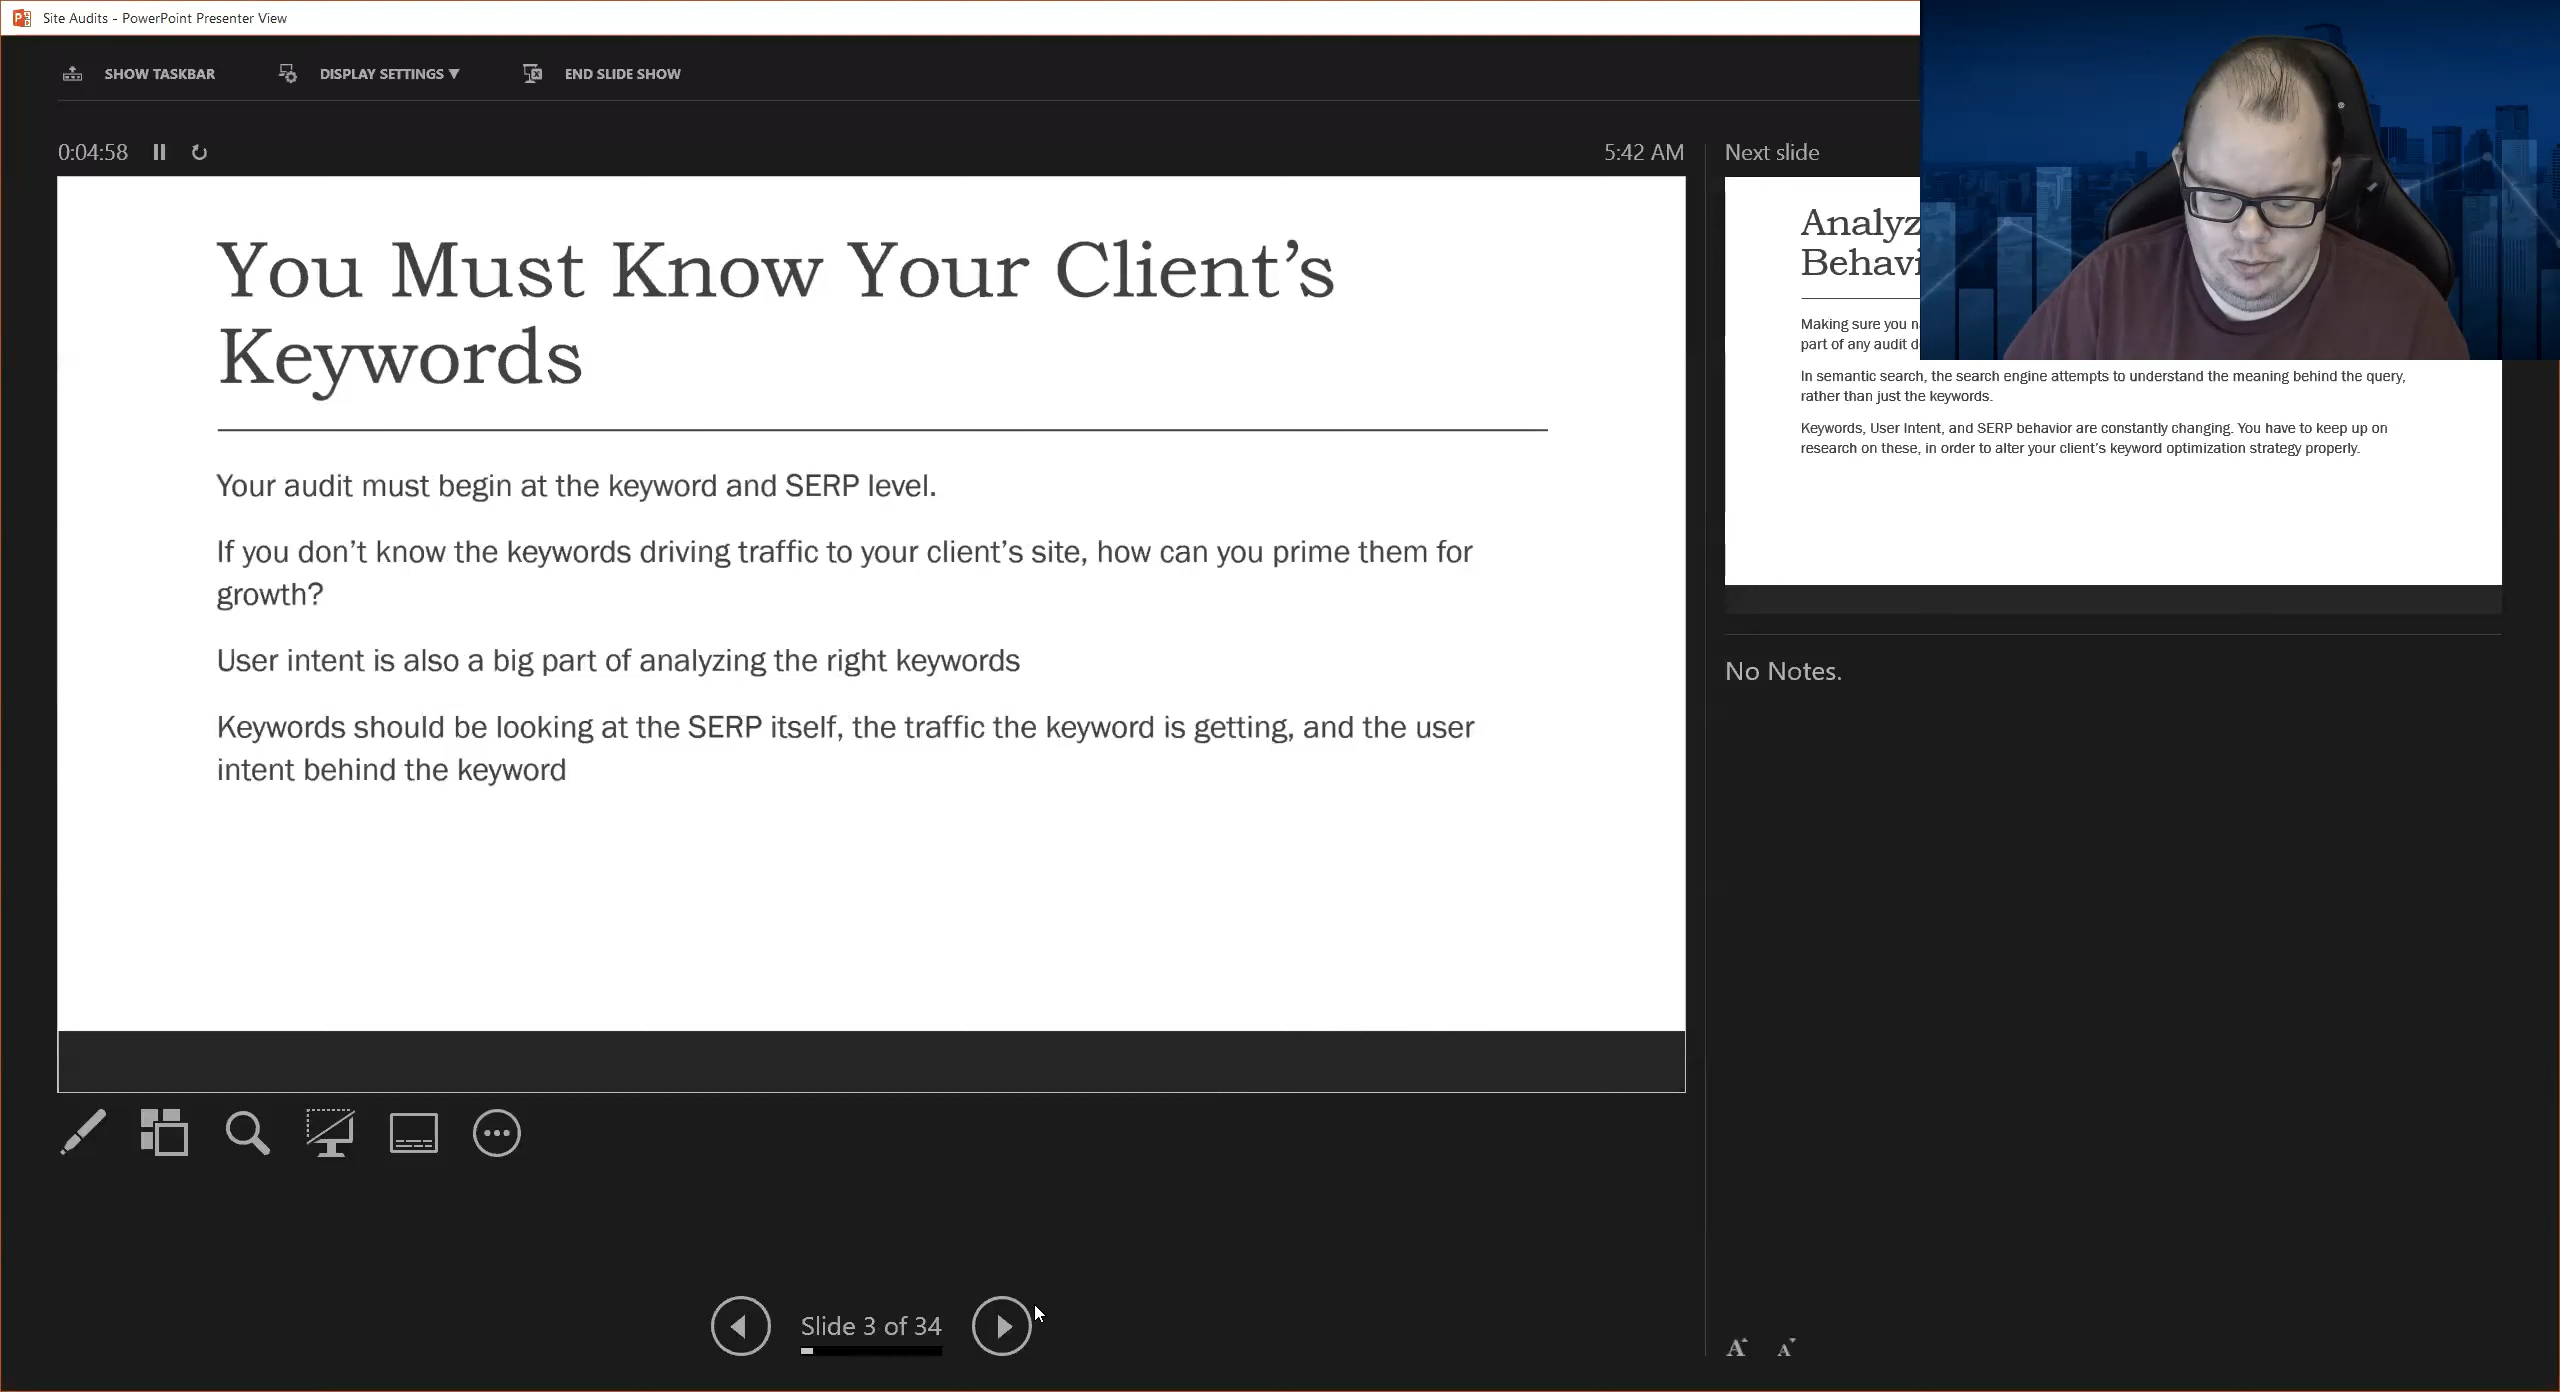 Site Audits - PowerPoint Presenter View
SHOW TASKBAR
DISPLAY SETTINGS ▼
END SLIDE SHOW
0:04:58
5:42 AM
You Must Know Your Client’s
Keywords
Your audit must begin at the keyword and SERP level.
If you don’t know the keywords driving traffic to your client’s site, how can you prime them for
growth?
User intent is also a big part of analyzing the right keywords
Keywords should be looking at the SERP itself, the traffic the keyword is getting, and the user
intent behind the keyword
Slide 3 of 34
Next slide
Making sure you
part of any audit
In semantic search, the search engine attempts to understand the meaning behind the query,
rather than just the keywords.
Keywords, User Intent, and SERP behavior are constantly changing. You have to keep up on
research on these, in order to alter your client’s keyword optimization strategy properly.
No Notes.
A A